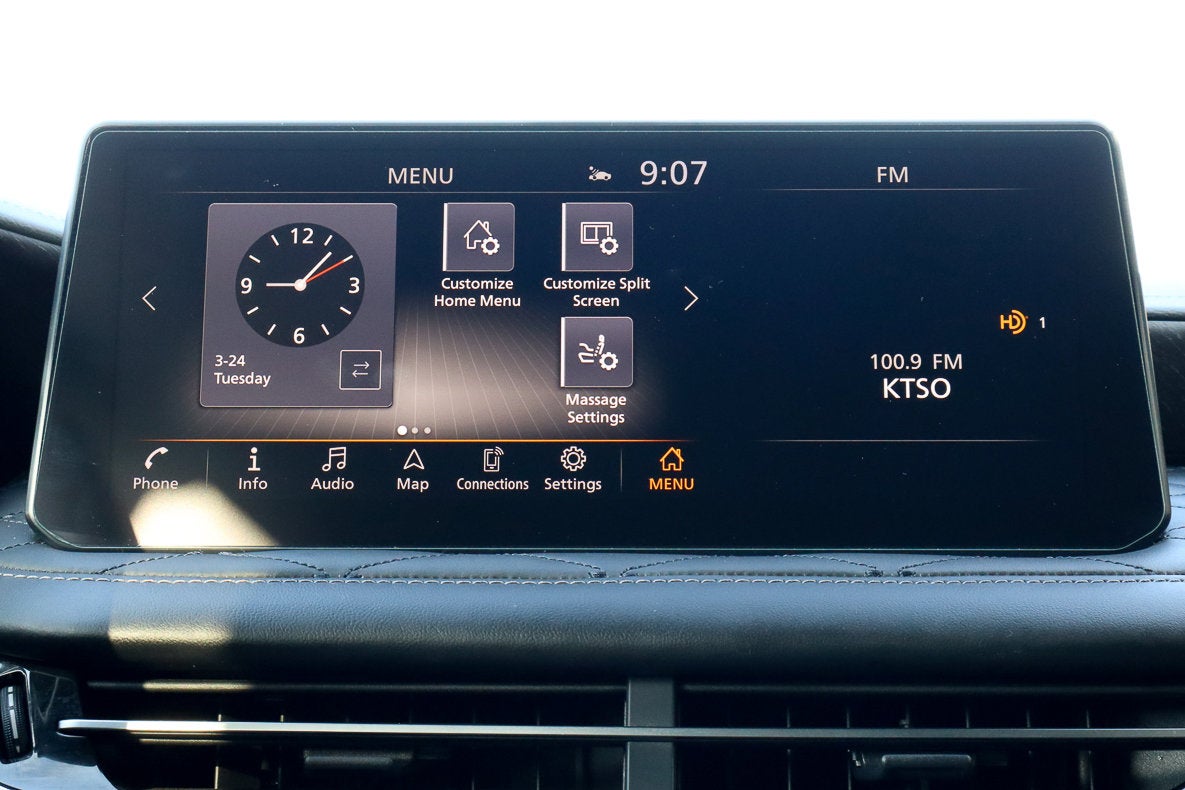 MENU
9:07
FM
12
9
3
6
3-24
Tuesday
Customize
Home Menu
Customize Split
Screen
Massage
Settings
HD 1
100.9 FM
KTSO
Phone
Info
Audio
Map
Connections
Settings
MENU